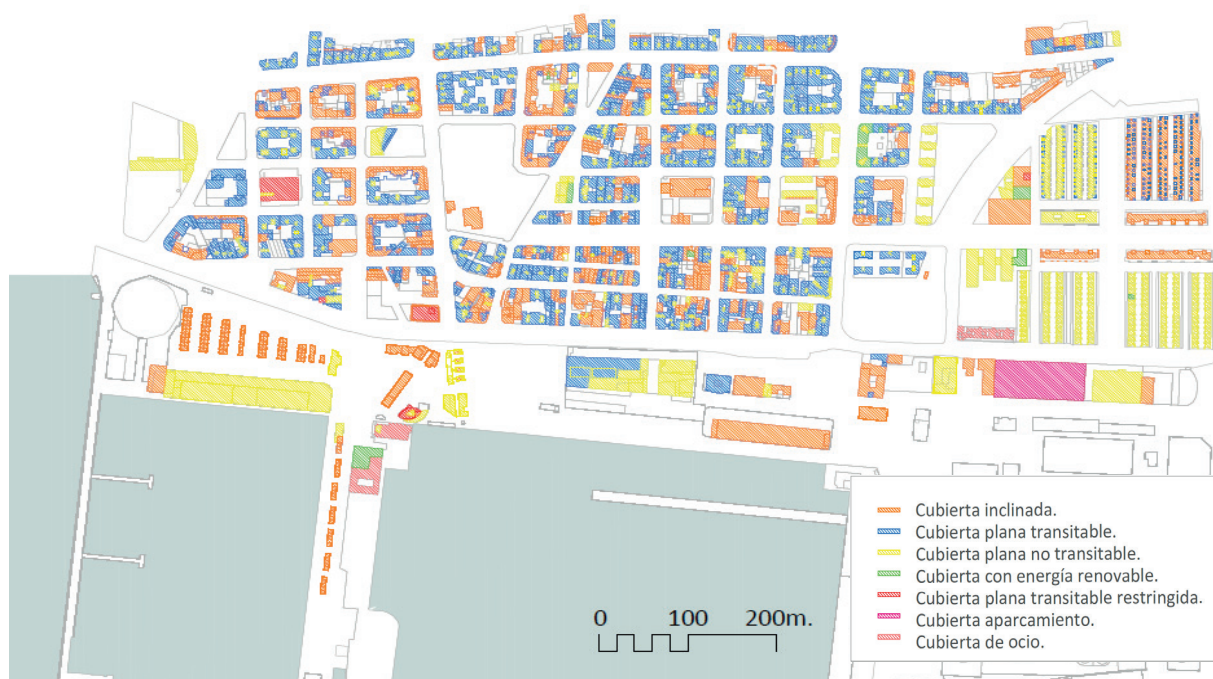 0 100 200m.
Cubierta inclinada.
Cubierta plana transitable.
Cubierta plana no transitable.
Cubierta con energía renovable.
Cubierta plana transitable restringida.
Cubierta aparcamiento.
Cubierta de ocio.